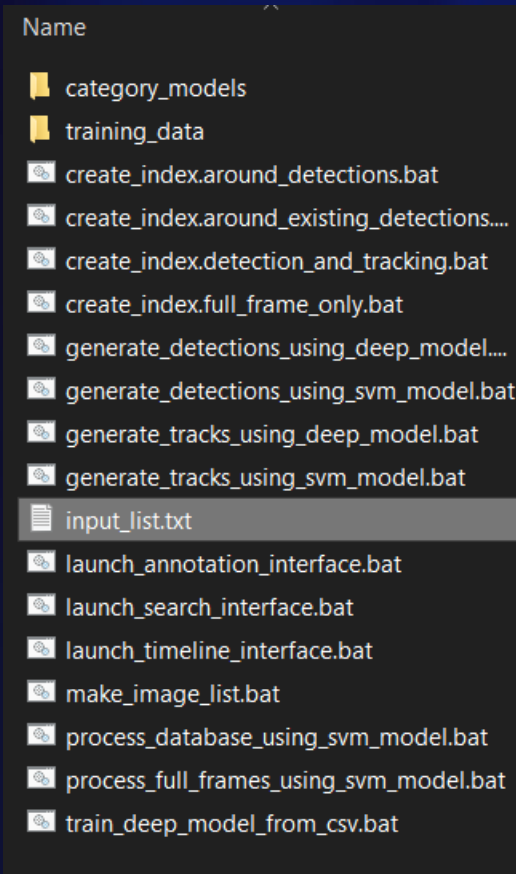 Name
category_models
training_data
create_index.around_detections.bat
create_index.around_existing_detections....
create_index.detection_and_tracking.bat
create_index.full_frame_only.bat
generate_detections_using_deep_model....
generate_detections_using_svm_model.bat
generate_tracks_using_deep_model.bat
generate_tracks_using_svm_model.bat
input_list.txt
launch_annotation_interface.bat
launch_search_interface.bat
launch_timeline_interface.bat
make_image_list.bat
process_database_using_svm_model.bat
process_full_frames_using_svm_model.bat
train_deep_model_from_csv.bat